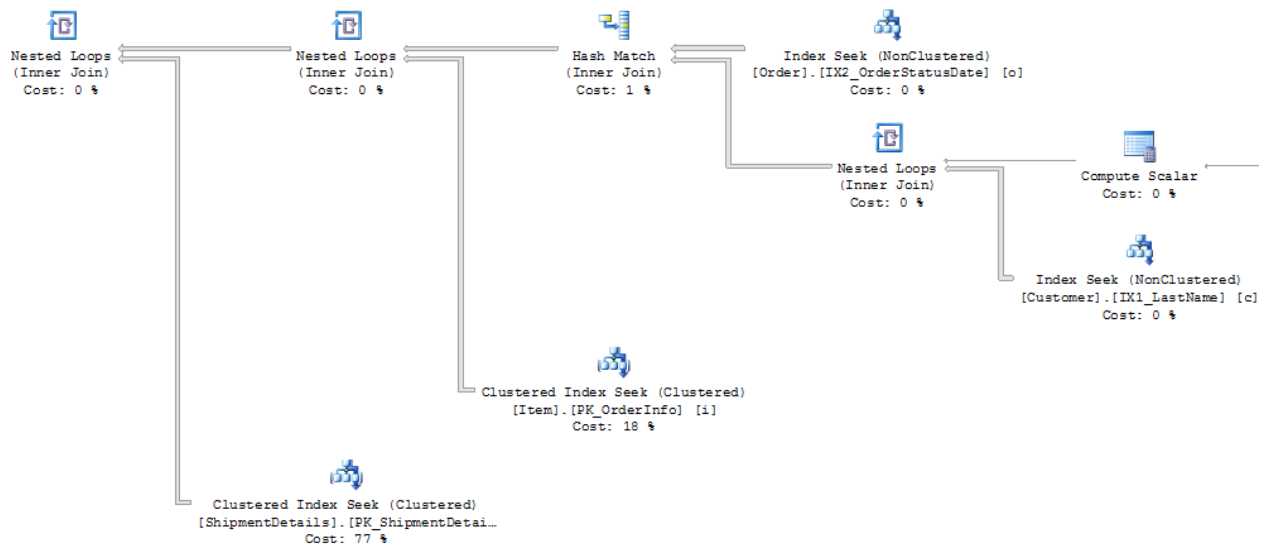 Nested Loops
(Inner Join)
Cost: 0 %
Nested Loops
(Inner Join)
Cost: 0 %
Hash Match
(Inner Join)
Cost: 1 %
Index Seek (NonClustered)
[Order].[IX2_OrderStatusDate] [o]
Cost: 0 %
Nested Loops
(Inner Join)
Cost: 0 %
Compute Scalar
Cost: 0 %
Index Seek (NonClustered)
[Customer].[IX1_LastName] [c]
Cost: 0 %
Clustered Index Seek (Clustered)
[Item].[PK_OrderInfo] [i]
Cost: 18 %
Clustered Index Seek (Clustered)
[ShipmentDetails].[PK_ShipmentDetai…
Cost: 77 %